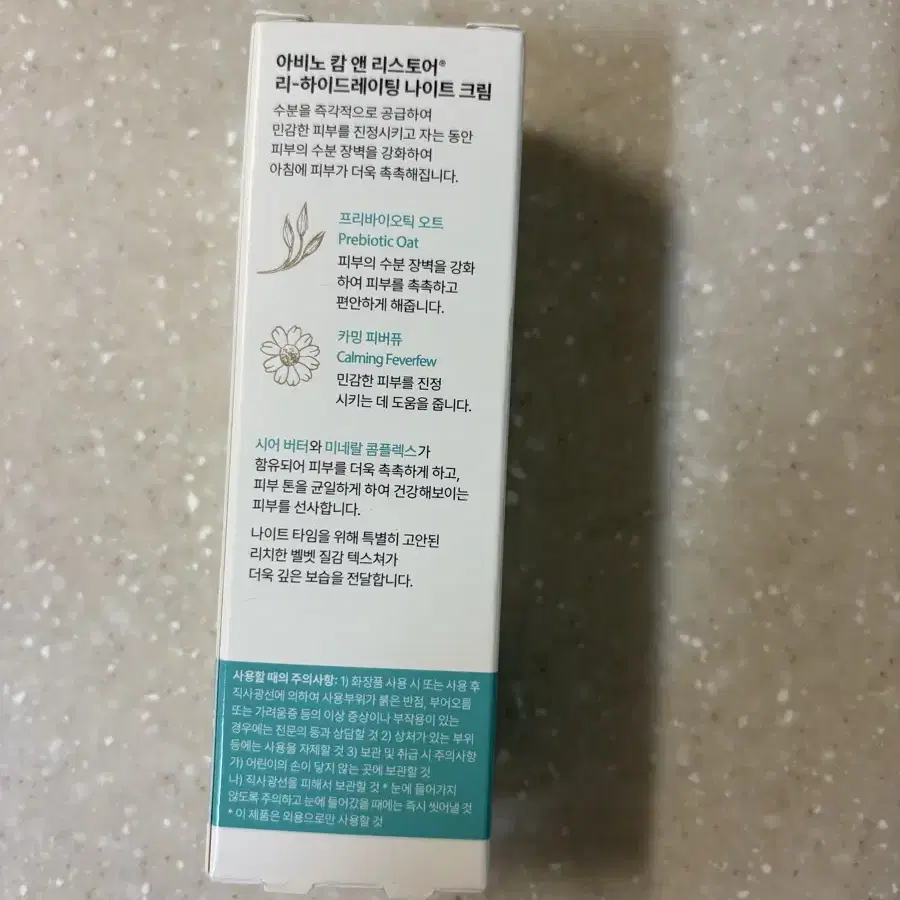 아비노 캄 앤 리스토어®
리-하이드레이팅 나이트 크림
수분을 즉각적으로 공급하여
민감한 피부를 진정시키고 자는 동안
피부의 수분 장벽을 강화하여
아침에 피부가 더욱 촉촉해집니다.
프리바이오틱 오트
Prebiotic Oat
피부의 수분 장벽을 강화
하여 피부를 촉촉하고
편안하게 해줍니다.
카밍 피버퓨
Calming Feverfew
민감한 피부를 진정
시키는 데 도움을 줍니다.
시어 버터와 미네랄 콤플렉스가
함유되어 피부를 더욱 촉촉하게 하고,
피부 톤을 균일하게 하여 건강해보이는
피부를 선사합니다.
나이트 타임을 위해 특별히 고안된
리치한 벨벳 질감 텍스쳐가
더욱 깊은 보습을 전달합니다.
사용할 때의 주의사항: 1) 화장품 사용 시 또는 사용 후
직사광선에 의하여 사용부위가 붉은 반점, 부어오름
또는 가려움증 등의 이상 증상이나 부작용이 있는
경우에는 전문의 등과 상담할 것 2) 상처가 있는 부위
등에는 사용을 자제할 것 3) 보관 및 취급 시 주의사항
가) 어린이의 손이 닿지 않는 곳에 보관할 것
나) 직사광선을 피해서 보관할 것 * 눈에 들어가지
않도록 주의하고 눈에 들어갔을 때에는 즉시 씻어낼 것
* 이 제품은 외용으로만 사용할 것